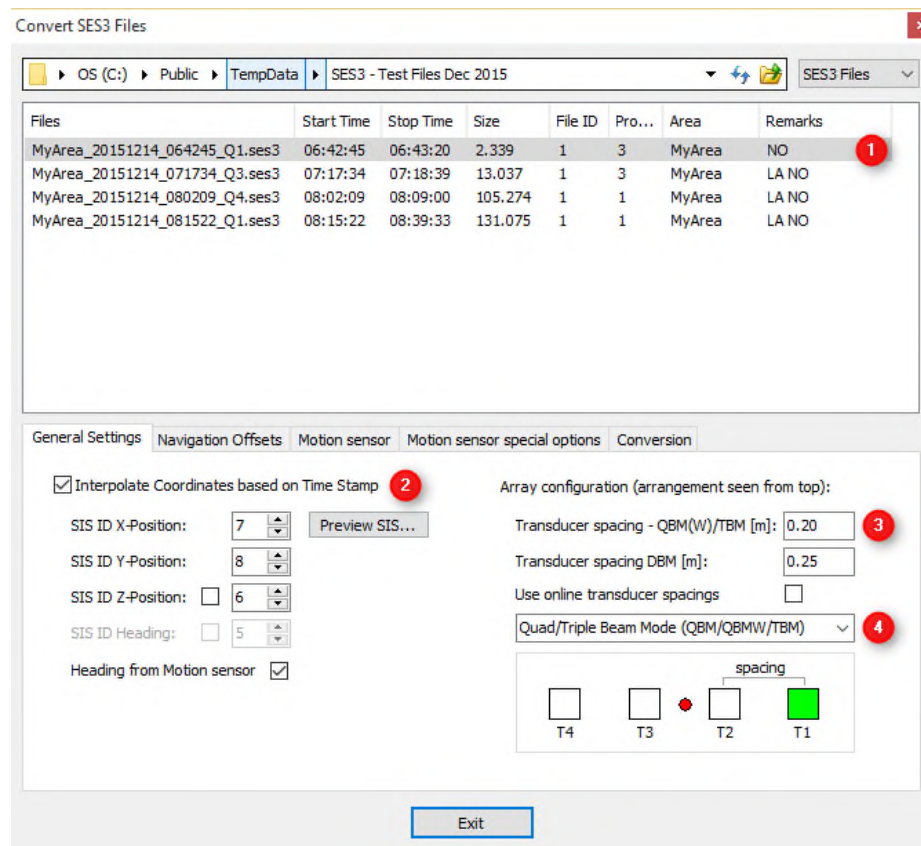 Convert SES3 Files
OS (C:) Public TempData SES3 - Test Files Dec 2015 SES3 Files
Files Start Time Stop Time Size File ID Pro... Area Remarks
MyArea_20151214_064245_Q1.ses3 06:42:45 06:43:20 2.339 1 3 MyArea NO 1
MyArea_20151214_071734_Q3.ses3 07:17:34 07:18:39 13.037 1 3 MyArea LA NO
MyArea_20151214_080209_Q4.ses3 08:02:09 08:09:00 105.274 1 1 MyArea LA NO
MyArea_20151214_081522_Q1.ses3 08:15:22 08:39:33 131.075 1 1 MyArea LA NO
General Settings Navigation Offsets Motion sensor Motion sensor special options Conversion
Interpolate Coordinates based on Time Stamp 2
SIS ID X-Position: 7 Preview SIS...
SIS ID Y-Position: 8
SIS ID Z-Position: 6
SIS ID Heading: 5
Heading from Motion sensor
Array configuration (arrangement seen from top):
Transducer spacing - QBM(W)/TBM [m]: 0.20 3
Transducer spacing DBM [m]: 0.25
Use online transducer spacings
Quad/Triple Beam Mode (QBM/QBMW/TBM) 4
spacing
T4 T3 T2 T1
Exit